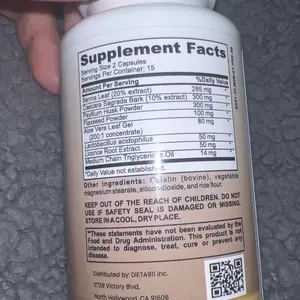 Supplement Facts
Serving Size 2 Capsules
Servings Per Container: 15
Amount Per Serving %Daily Value
Senna Leaf (20% extract) 285 mg *
Cascara Sagrada Bark (10% extract) 300 mg *
Psyllium Husk Powder 300 mg *
Flaxseed Powder 100 mg *
Aloe Vera Leaf Gel 80 mg *
(200:1 concentrate)
Lactobacillus acidophilus 50 mg *
Licorice Root Extract 50 mg *
Medium Chain Triglycerides Oil 14 mg *
*Daily Value not established.
Other ingredients: Gelatin (bovine), vegetable
magnesium stearate, silicon dioxide, and rice flour.
KEEP OUT OF THE REACH OF CHILDREN. DO NOT
USE IF SAFETY SEAL IS DAMAGED OR MISSING.
STORE IN A COOL, DRY PLACE.
**These statements have not been evaluated by the
Food and Drug Administration. This product is not
intended to diagnose, treat, cure or prevent any
disease.
Distributed by: DIETA911 Inc.
Victory Blvd.
North Hollywood, CA 91606